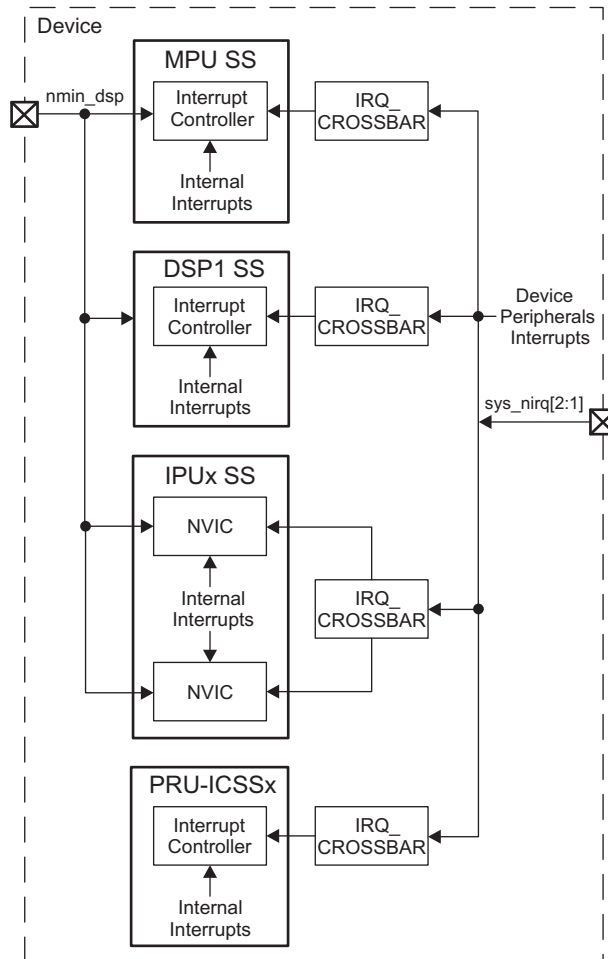 Device
MPU SS
nmin_dsp
Interrupt
Controller
IRQ_
CROSSBAR
Internal
Interrupts
DSP1 SS
Interrupt
Controller
IRQ_
CROSSBAR
Device
Peripherals
Interrupts
Internal
Interrupts
sys_nirq[2:1]
IPUx SS
NVIC
Internal
Interrupts
IRQ_
CROSSBAR
NVIC
PRU-ICSSx
Interrupt
Controller
IRQ_
CROSSBAR
Internal
Interrupts